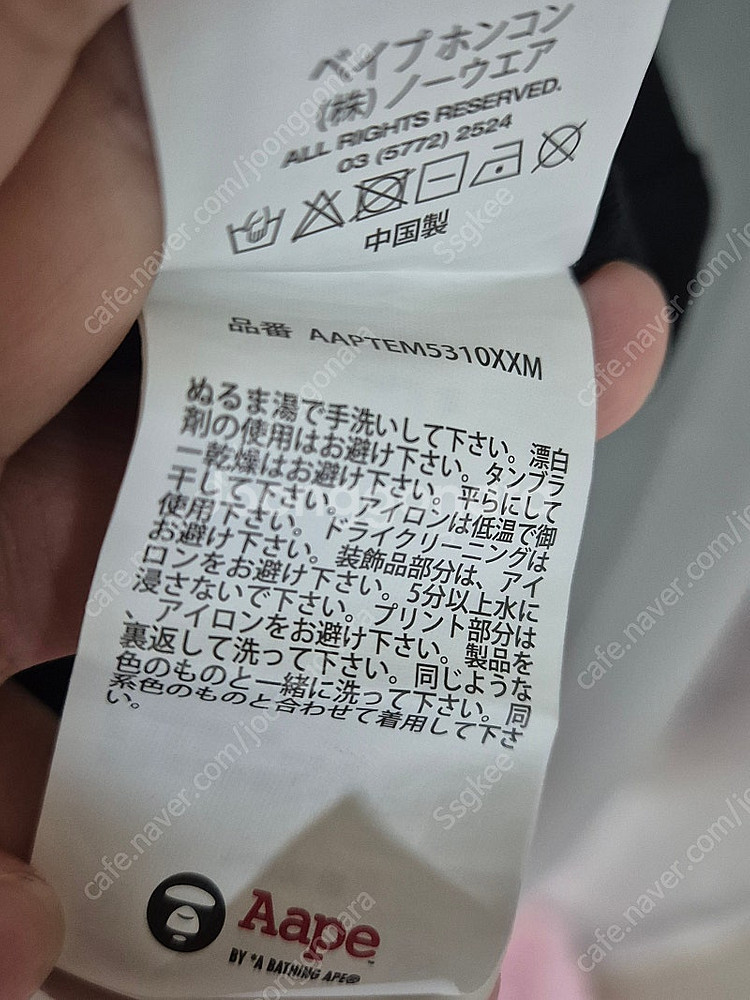 ベイプホンコン
(株)ノーウエア
ALL RIGHTS RESERVED.
03 (5772) 2524
中国製
品番 AAPTEM5310XXM
ぬるま湯で手洗いして下さい。漂白
剤の使用はお避け下さい。タンブラ
ー乾燥はお避け下さい。平らにして
干して下さい。アイロンは低温で御
使用下さい。ドライクリーニングは
お避け下さい。装飾品部分は、アイ
ロンをお避け下さい。5分以上水に
浸さないで下さい。プリント部分は
、アイロンをお避け下さい。製品を
裏返して洗って下さい。同じような
色のものと一緒に洗って下さい。同
系色のものと合わせて着用して下さ
い。
Aape
BY *A BATHING APE®
cafe.naver.com/joonggonara
Ssgkee
joonggonara